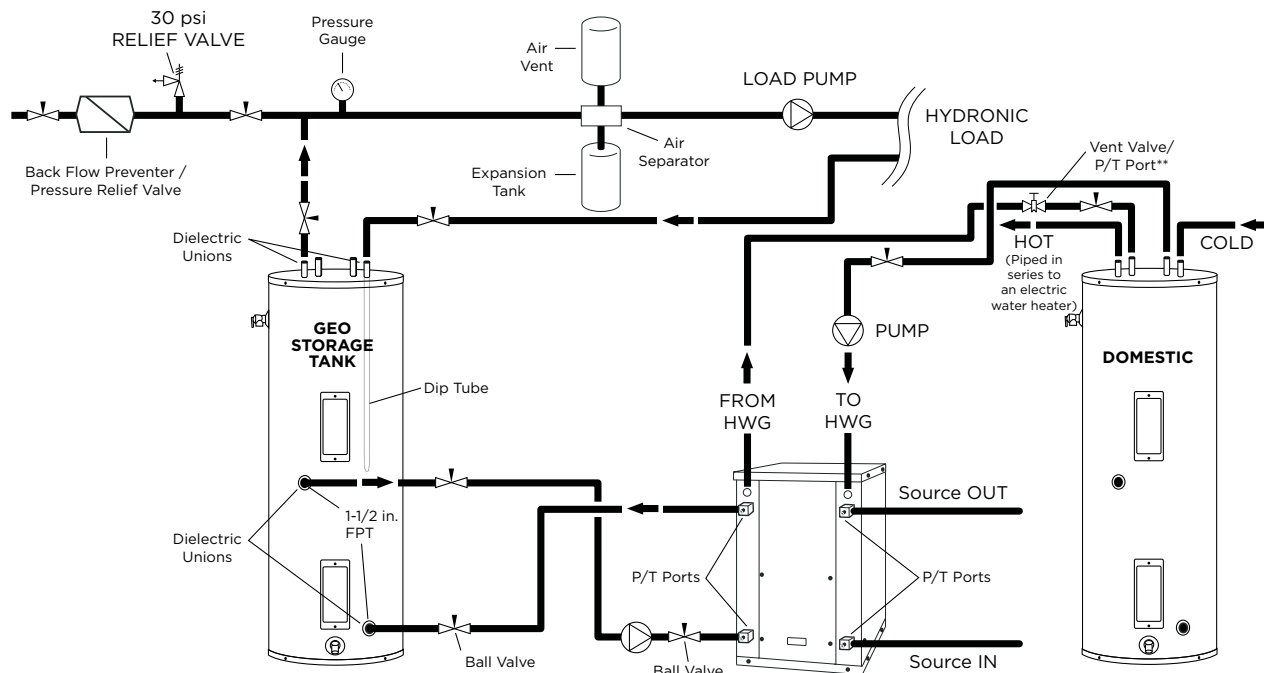 30 psi
RELIEF VALVE
Pressure
Gauge
Air
Vent
LOAD PUMP
HYDRONIC
LOAD
Vent Valve/
P/T Port**
Back Flow Preventer /
Pressure Relief Valve
Air
Separator
Expansion
Tank
Dielectric
Unions
HOT
(Piped in
series to
an electric
water heater)
COLD
GEO
STORAGE
TANK
PUMP
DOMESTIC
Dip Tube
FROM
HWG
TO
HWG
Source OUT
1-1/2 in.
FPT
Dielectric
Unions
P/T Ports
P/T Ports
Ball Valve
Ball Valve
Source IN